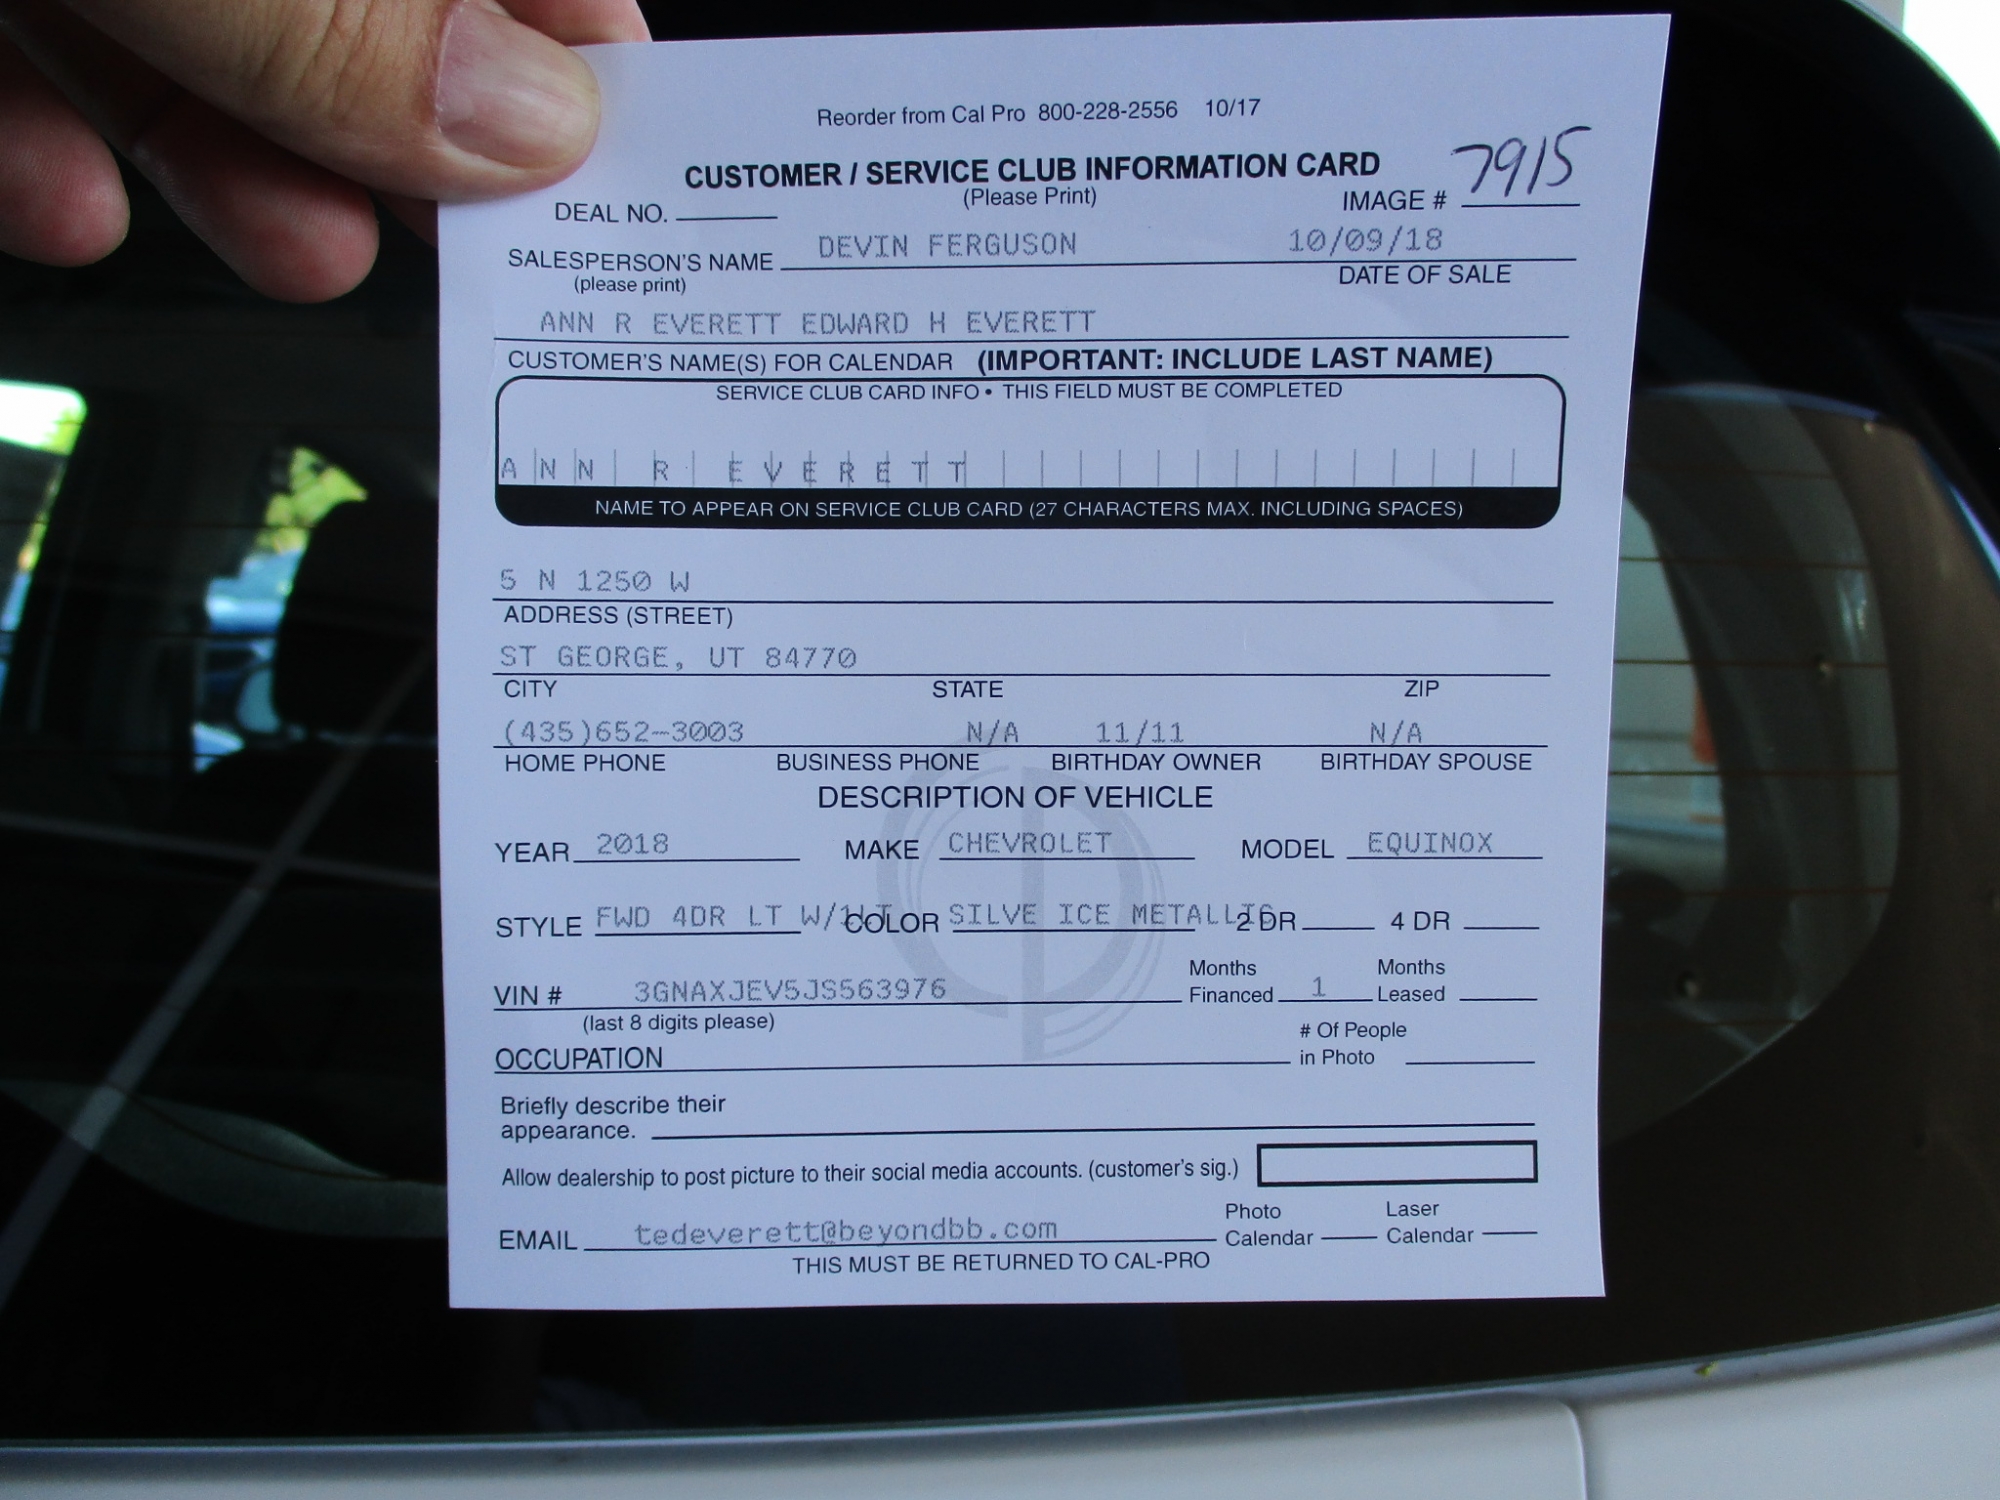 Reorder from Cal Pro 800-228-2556 10/17
CUSTOMER / SERVICE CLUB INFORMATION CARD
(Please Print)
DEAL NO. IMAGE # 7915
SALESPERSON'S NAME DEVIN FERGUSON 10/09/18
(please print) DATE OF SALE
ANN R EVERETT EDWARD H EVERETT
CUSTOMER'S NAME(S) FOR CALENDAR (IMPORTANT: INCLUDE LAST NAME)
SERVICE CLUB CARD INFO • THIS FIELD MUST BE COMPLETED
ANN R EVERETT
NAME TO APPEAR ON SERVICE CLUB CARD (27 CHARACTERS MAX. INCLUDING SPACES)
5 N 1250 W
ADDRESS (STREET)
ST GEORGE, UT 84770
CITY STATE ZIP
(435)652-3003 N/A 11/11 N/A
HOME PHONE BUSINESS PHONE BIRTHDAY OWNER BIRTHDAY SPOUSE
DESCRIPTION OF VEHICLE
YEAR 2018 MAKE CHEVROLET MODEL EQUINOX
STYLE FWD 4DR LT W/1LT COLOR SILVE ICE METALLIC 2 DR 4 DR
VIN # 3GNAXJEV5JS563976 Months Financed 1 Months Leased
(last 8 digits please)
OCCUPATION # Of People in Photo
Briefly describe their
appearance.
Allow dealership to post picture to their social media accounts. (customer's sig.)
EMAIL tedeverett@beyondbb.com Photo Calendar Laser Calendar
THIS MUST BE RETURNED TO CAL-PRO